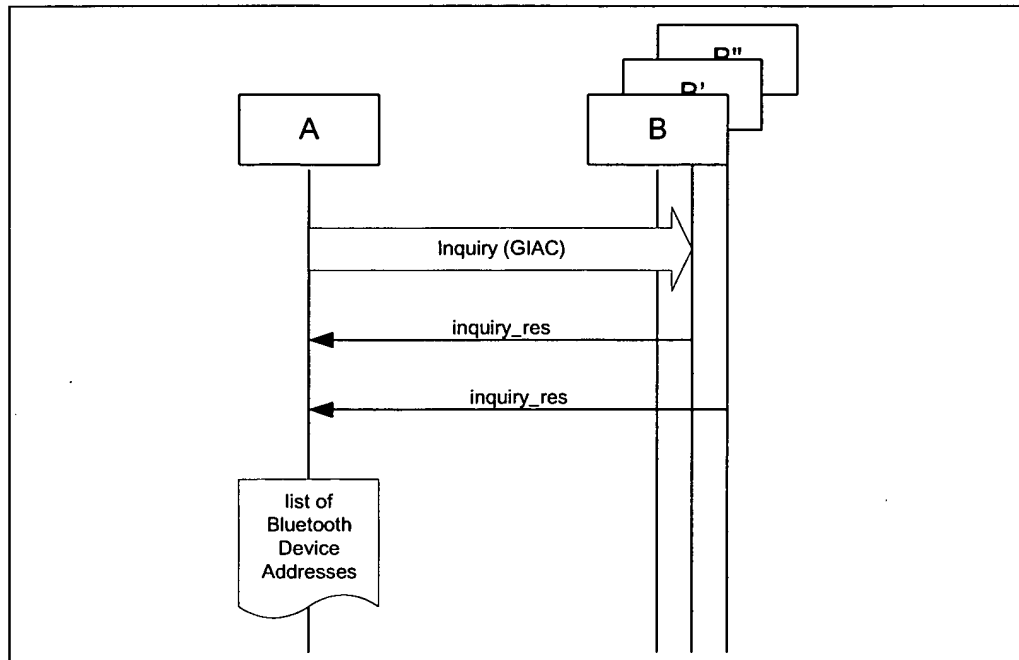 B"
B'
A
B
Inquiry (GIAC)
inquiry_res
inquiry_res
list of
Bluetooth
Device
Addresses